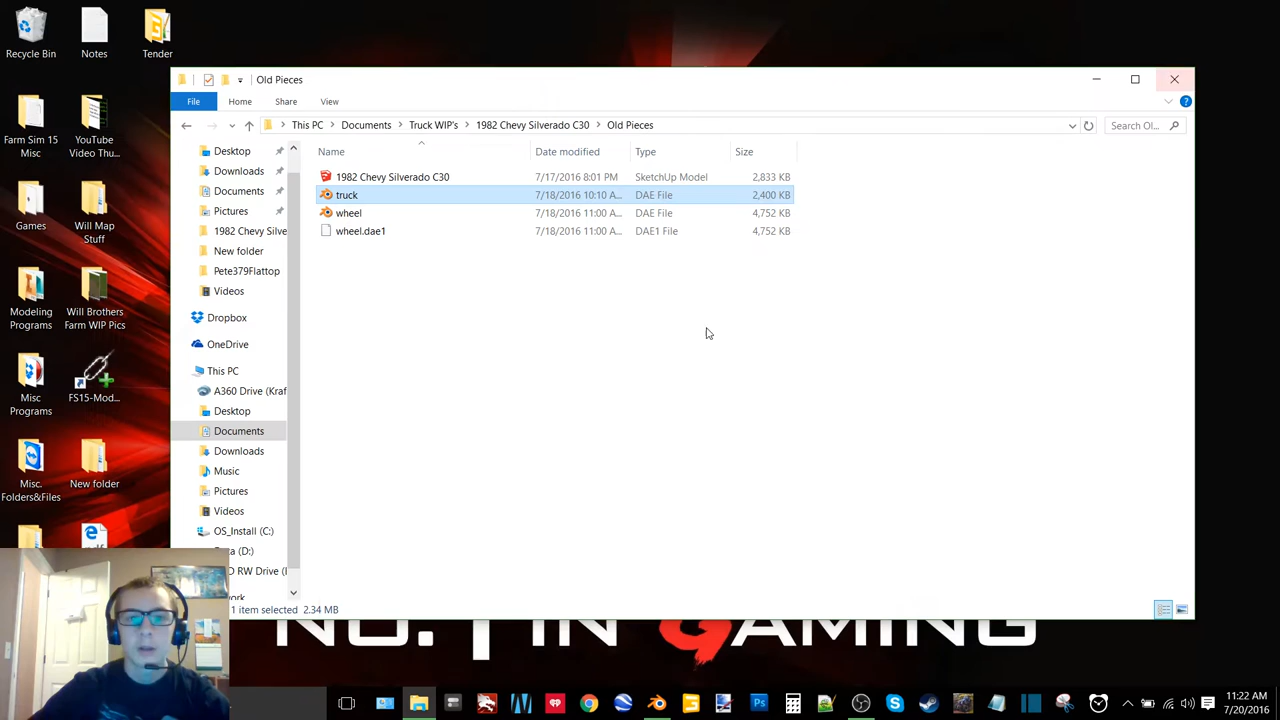 Recycle Bin
Notes
Tender
Farm Sim 15
Misc
YouTube
Video Thu...
Games
Will Map
Stuff
Modeling
Programs
Will Brothers
Farm WIP Pics
Misc
Programs
FS15-Mod...
Misc.
Folders&Files
New folder
Old Pieces
File
Home
Share
View
This PC
Documents
Truck WIP's
1982 Chevy Silverado C30
Old Pieces
Search Ol...
Desktop
Downloads
Documents
Pictures
1982 Chevy Silve
New folder
Pete379Flattop
Videos
Dropbox
OneDrive
This PC
A360 Drive (Kraf
Desktop
Documents
Downloads
Music
Pictures
Videos
OS_Install (C:)
a (D:)
D RW Drive (
work
Name
Date modified
Type
Size
1982 Chevy Silverado C30
7/17/2016 8:01 PM
SketchUp Model
2,833 KB
truck
7/18/2016 10:10 A...
DAE File
2,400 KB
wheel
7/18/2016 11:00 A...
DAE File
4,752 KB
wheel.dae1
7/18/2016 11:00 A...
DAE1 File
4,752 KB
1 item selected
2.34 MB
NO.1 IN GAMING
11:22 AM
7/20/2016